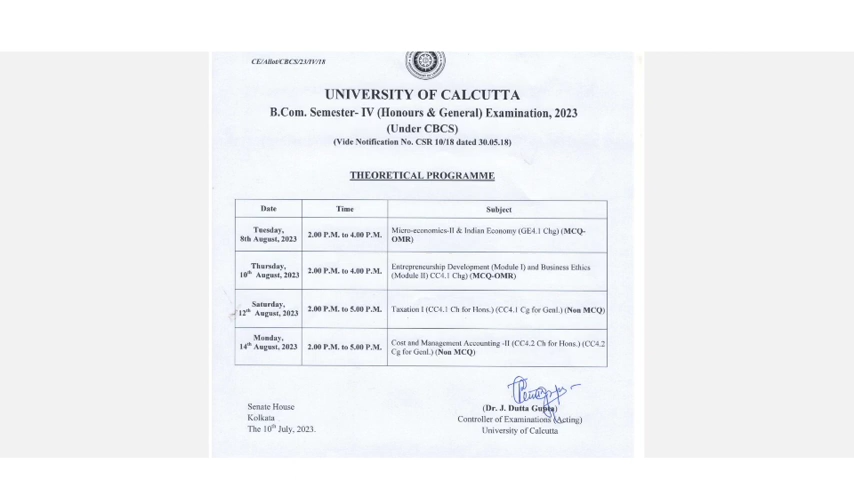 CE/Allot/CBCS/23/IV/18
UNIVERSITY OF CALCUTTA
B.Com. Semester- IV (Honours & General) Examination, 2023
(Under CBCS)
(Vide Notification No. CSR 10/18 dated 30.05.18)
THEORETICAL PROGRAMME
Date Time Subject
Tuesday,
8th August, 2023
2.00 P.M. to 4.00 P.M.
Micro-economics-II & Indian Economy (GE4.1 Chg) (MCQ-
OMR)
Thursday,
10th August, 2023
2.00 P.M. to 4.00 P.M.
Entrepreneurship Development (Module I) and Business Ethics
(Module II) CC4.1 Chg) (MCQ-OMR)
Saturday,
12th August, 2023
2.00 P.M. to 5.00 P.M.
Taxation I (CC4.1 Ch for Hons.) (CC4.1 Cg for Genl.) (Non MCQ)
Monday,
14th August, 2023
2.00 P.M. to 5.00 P.M.
Cost and Management Accounting -II (CC4.2 Ch for Hons.) (CC4.2
Cg for Genl.) (Non MCQ)
Senate House
Kolkata
The 10th July, 2023.
(Dr. J. Dutta Gupta)
Controller of Examinations (Acting)
University of Calcutta